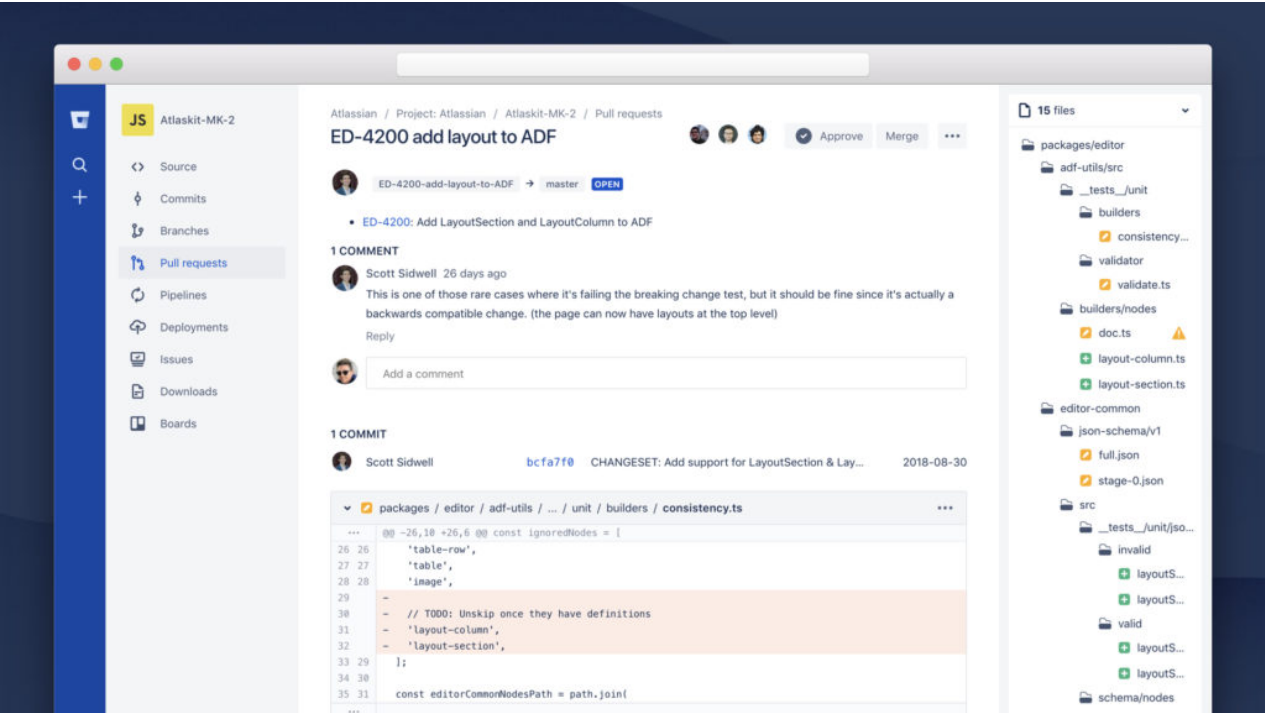 JS Atlaskit-MK-2
Source
Commits
Branches
Pull requests
Pipelines
Deployments
Issues
Downloads
Boards
Atlassian / Project: Atlassian / Atlaskit-MK-2 / Pull requests
ED-4200 add layout to ADF
Approve
Merge
ED-4200-add-layout-to-ADF → master OPEN
• ED-4200: Add LayoutSection and LayoutColumn to ADF
1 COMMENT
Scott Sidwell 26 days ago
This is one of those rare cases where it's failing the breaking change test, but it should be fine since it's actually a
backwards compatible change. (the page can now have layouts at the top level)
Reply
Add a comment
1 COMMIT
Scott Sidwell bcfa7f0 CHANGESET: Add support for LayoutSection & Lay... 2018-08-30
packages / editor / adf-utils / ... / unit / builders / consistency.ts
... @@ -26,10 +26,6 @@ const ignoredNodes = [
26 26 'table-row',
27 27 'table',
28 28 'image',
29 -
30 - // TODO: Unskip once they have definitions
31 - 'layout-column',
32 - 'layout-section',
33 29 ];
34 30
35 31 const editorCommonNodesPath = path.join(
...
15 files
packages/editor
adf-utils/src
__tests__/unit
builders
consistency...
validator
validate.ts
builders/nodes
doc.ts
layout-column.ts
layout-section.ts
editor-common
json-schema/v1
full.json
stage-0.json
src
__tests__/unit/jso...
invalid
layoutS...
layoutS...
valid
layoutS...
layoutS...
schema/nodes